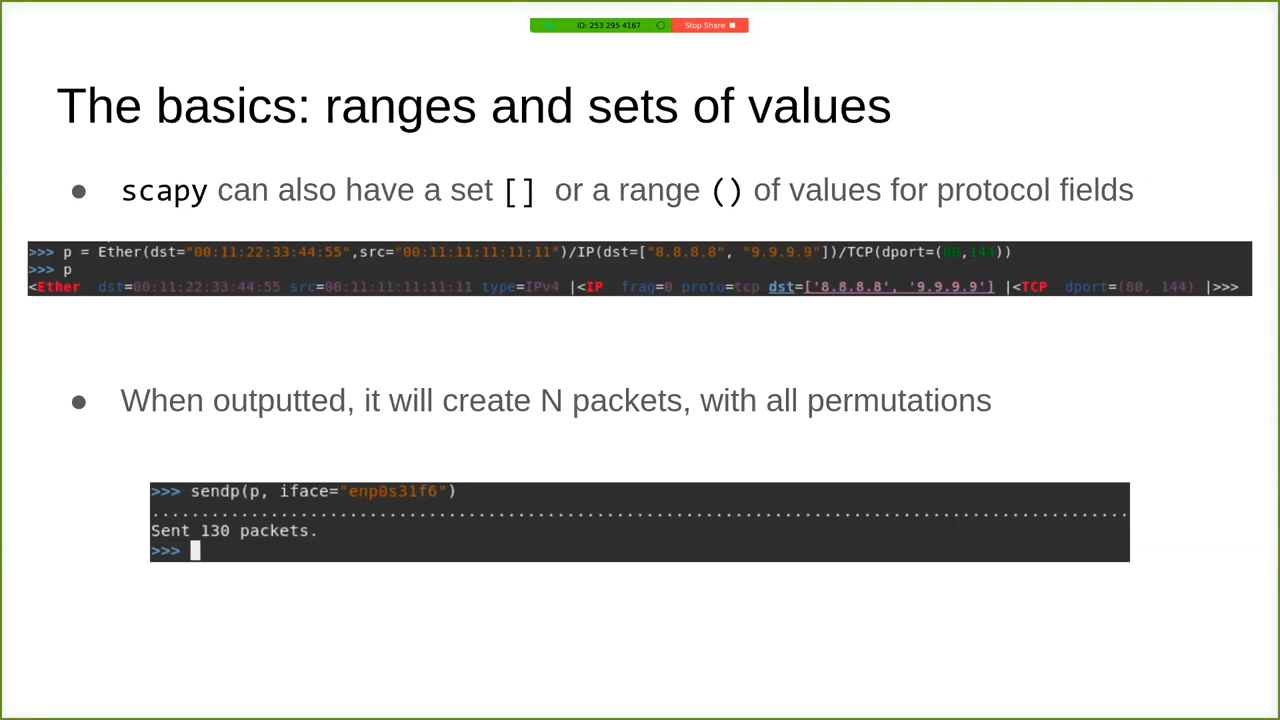 ID: 253 295 4167 Stop Share
The basics: ranges and sets of values
● scapy can also have a set [] or a range () of values for protocol fields
>>> p = Ether(dst="00:11:22:33:44:55",src="00:11:11:11:11:11")/IP(dst=["8.8.8.8", "9.9.9.9"])/TCP(dport=(80,144))
>>> p
<Ether  dst=00:11:22:33:44:55 src=00:11:11:11:11:11 type=IPv4 |<IP  frag=0 proto=tcp dst=['8.8.8.8', '9.9.9.9'] |<TCP  dport=(80, 144) |>>>
● When outputted, it will create N packets, with all permutations
>>> sendp(p, iface="enp0s31f6")
...................................................................................................
Sent 130 packets.
>>>